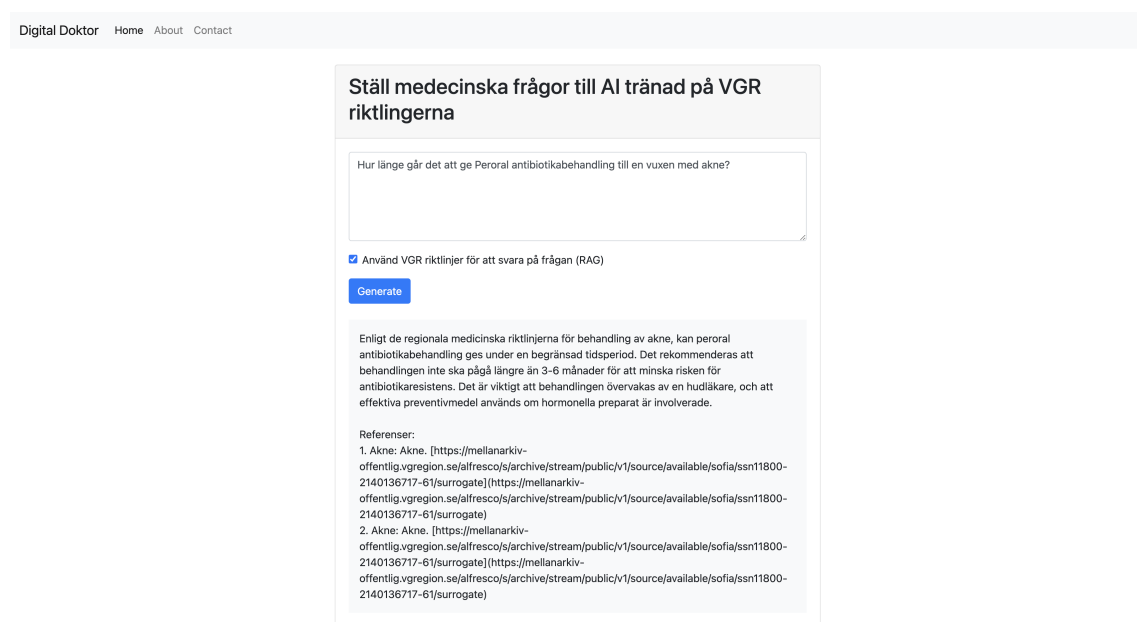 Digital Doktor Home About Contact
Ställ medecinska frågor till AI tränad på VGR
riktlingerna
Hur länge går det att ge Peroral antibiotikabehandling till en vuxen med akne?
Använd VGR riktlinjer för att svara på frågan (RAG)
Generate
Enligt de regionala medicinska riktlinjerna för behandling av akne, kan peroral
antibiotikabehandling ges under en begränsad tidsperiod. Det rekommenderas att
behandlingen inte ska pågå längre än 3-6 månader för att minska risken för
antibiotikaresistens. Det är viktigt att behandlingen övervakas av en hudläkare, och att
effektiva preventivmedel används om hormonella preparat är involverade.
Referenser:
1. Akne: Akne. [https://mellanarkiv-
offentlig.vgregion.se/alfresco/s/archive/stream/public/v1/source/available/sofia/ssn11800-
2140136717-61/surrogate](https://mellanarkiv-
offentlig.vgregion.se/alfresco/s/archive/stream/public/v1/source/available/sofia/ssn11800-
2140136717-61/surrogate)
2. Akne: Akne. [https://mellanarkiv-
offentlig.vgregion.se/alfresco/s/archive/stream/public/v1/source/available/sofia/ssn11800-
2140136717-61/surrogate](https://mellanarkiv-
offentlig.vgregion.se/alfresco/s/archive/stream/public/v1/source/available/sofia/ssn11800-
2140136717-61/surrogate)